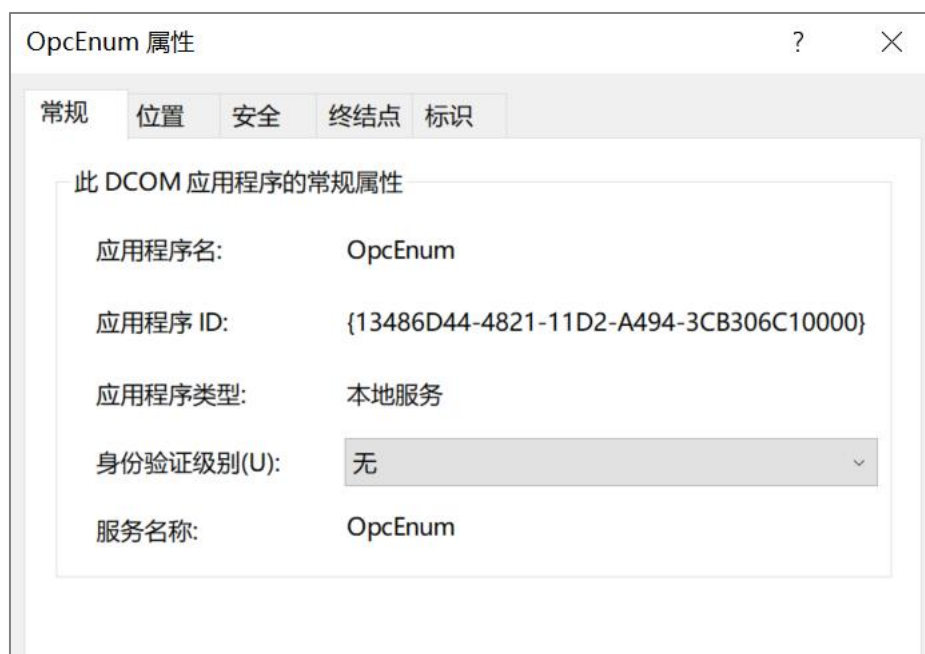 OpcEnum 属性
?
常规 位置 安全 终结点 标识
此 DCOM 应用程序的常规属性
应用程序名: OpcEnum
应用程序 ID: {13486D44-4821-11D2-A494-3CB306C10000}
应用程序类型: 本地服务
身份验证级别(U): 无
服务名称: OpcEnum